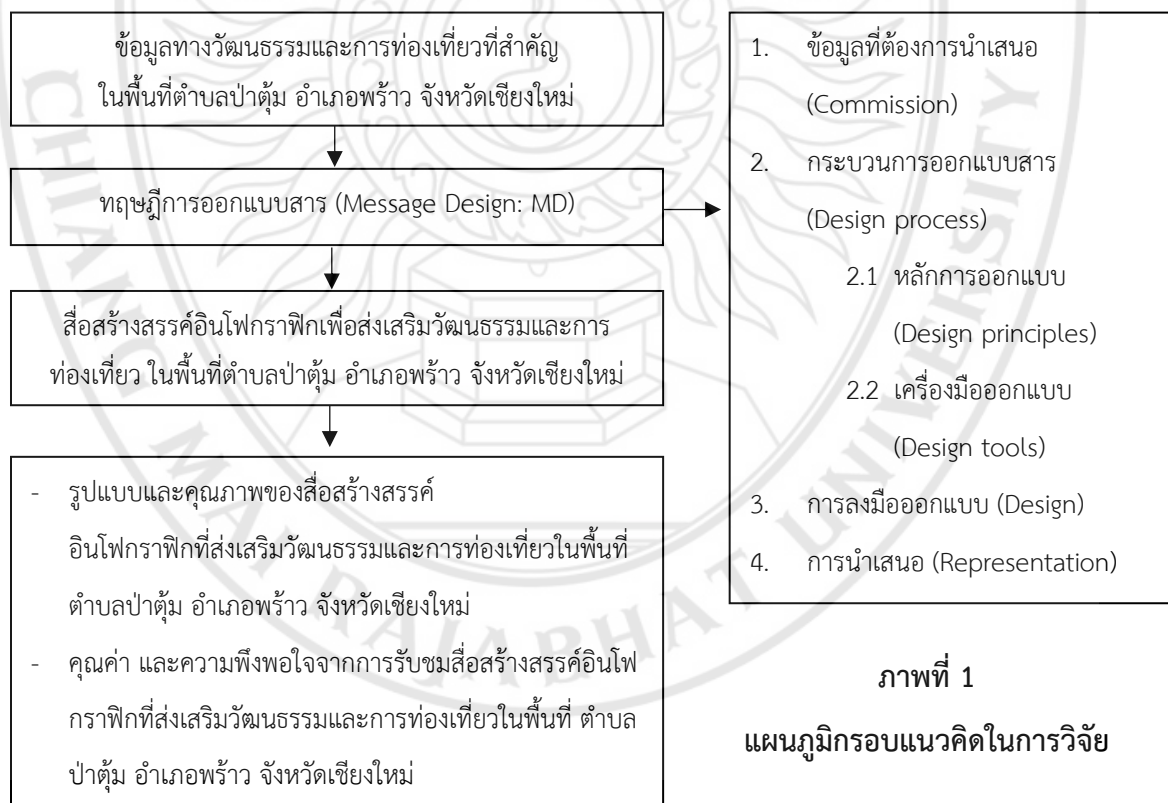 ข้อมูลทางวัฒนธรรมและการท่องเที่ยวที่สำคัญ
ในพื้นที่ตำบลป่าตุ้ม อำเภอพร้าว จังหวัดเชียงใหม่
ทฤษฎีการออกแบบสาร (Message Design: MD)
สื่อสร้างสรรค์อินโฟกราฟิกเพื่อส่งเสริมวัฒนธรรมและการ
ท่องเที่ยว ในพื้นที่ตำบลป่าตุ้ม อำเภอพร้าว จังหวัดเชียงใหม่
- รูปแบบและคุณภาพของสื่อสร้างสรรค์
อินโฟกราฟิกที่ส่งเสริมวัฒนธรรมและการท่องเที่ยวในพื้นที่
ตำบลป่าตุ้ม อำเภอพร้าว จังหวัดเชียงใหม่
- คุณค่า และความพึงพอใจจากการรับชมสื่อสร้างสรรค์อินโฟ
กราฟิกที่ส่งเสริมวัฒนธรรมและการท่องเที่ยวในพื้นที่ ตำบล
ป่าตุ้ม อำเภอพร้าว จังหวัดเชียงใหม่
1. ข้อมูลที่ต้องการนำเสนอ
(Commission)
2. กระบวนการออกแบบสาร
(Design process)
2.1 หลักการออกแบบ
(Design principles)
2.2 เครื่องมือออกแบบ
(Design tools)
3. การลงมือออกแบบ (Design)
4. การนำเสนอ (Representation)
ภาพที่ 1
แผนภูมิกรอบแนวคิดในการวิจัย
CHIANG MAI RAJABHAT UNIVERSITY